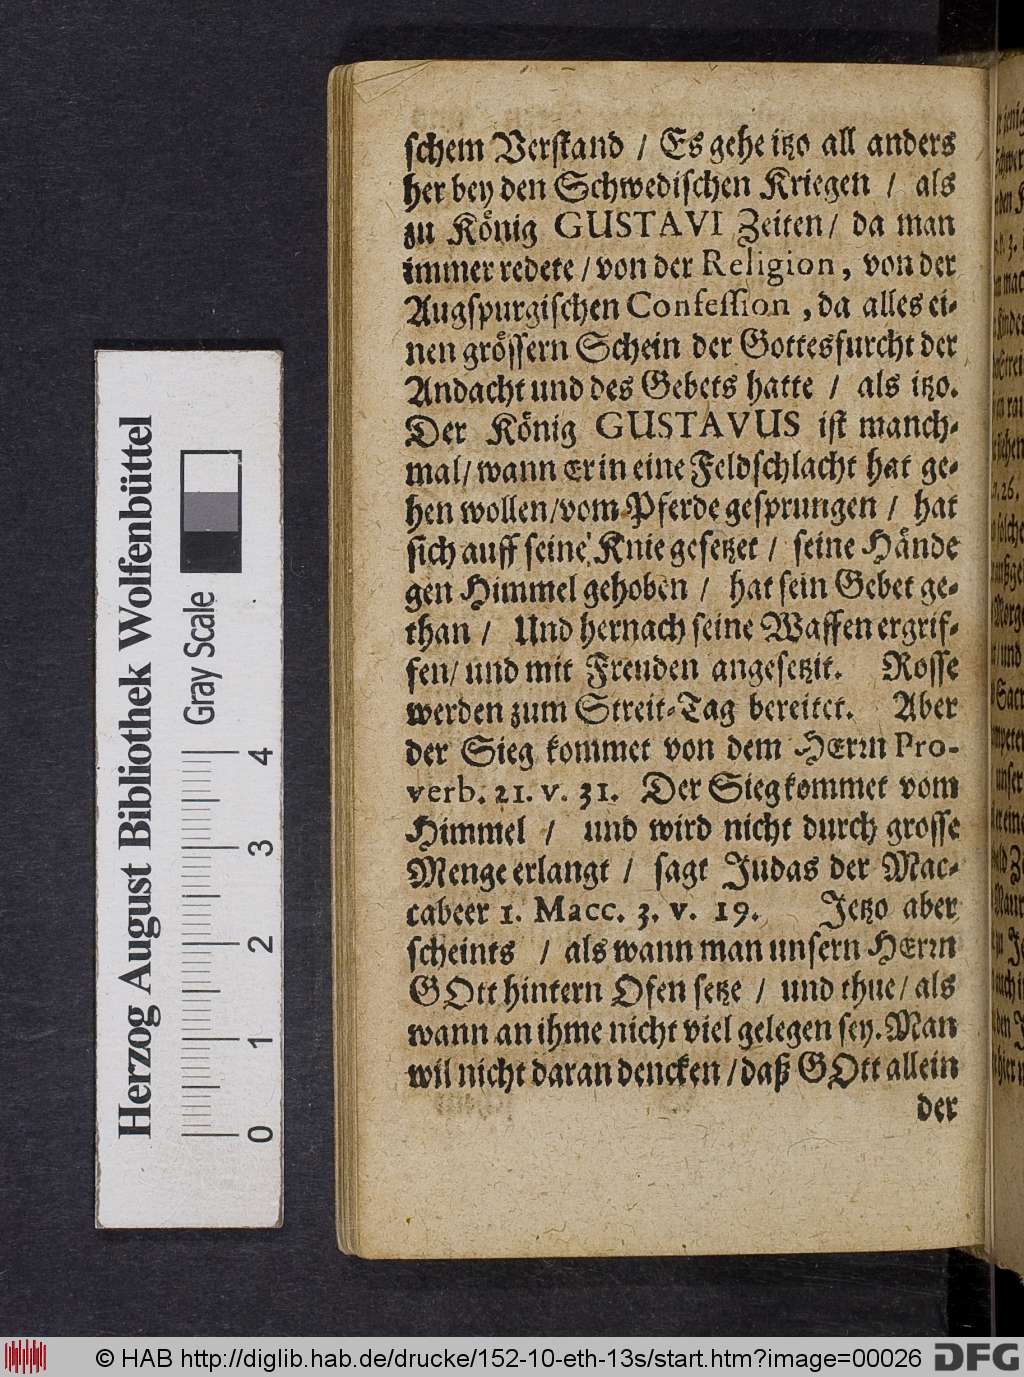 schem Verstand / Es gehe itzo all anders
her bey den Schwedischen Kriegen / als
zu König GUSTAVI Zeiten / da man
immer redete / von der Religion, von der
Augspurgischen Confession, da alles ei-
nen grössern Schein der Gottesfurcht der
Andacht und des Gebets hatte / als itzo.
Der König GUSTAVUS ist manch-
mal / wann er in eine Feldschlacht hat ge-
hen wollen / vom Pferde gesprungen / hat
sich auff seine Knie gesetzet / seine Hände
gen Himmel gehoben / hat sein Gebet ge-
than / Und hernach seine Waffen ergrif-
fen / und mit Freuden angesetzit. Rosse
werden zum Streit-Tag bereitet. Aber
der Sieg kommet von dem HErrn Pro-
verb. 21. v. 31. Der Sieg kommet vom
Himmel / und wird nicht durch grosse
Menge erlangt / sagt Judas der Mac-
cabeer 1. Macc. 3. v. 19. Jetzo aber
scheints / als wann man unsern HErrn
GOtt hintern Ofen setze / und thue / als
wann an ihme nicht viel gelegen sey. Man
wil nicht daran dencken / daß GOtt allein
der
Herzog August Bibliothek Wolfenbüttel
Gray Scale
0 1 2 3 4
© HAB http://diglib.hab.de/drucke/152-10-eth-13s/start.htm?image=00026
DFG